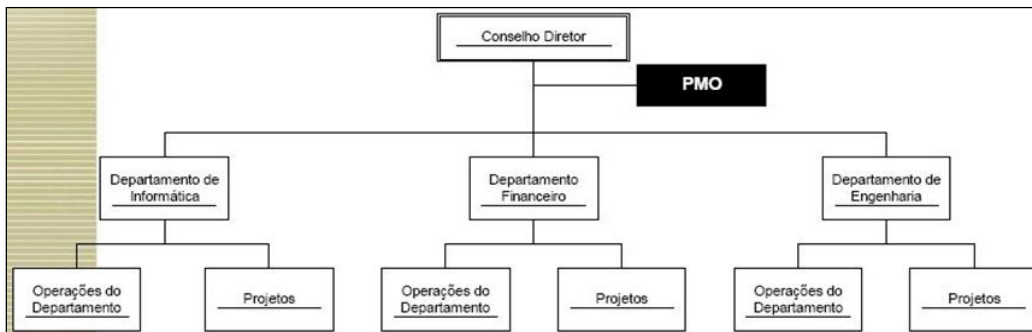 Conselho Diretor
PMO
Departamento de
Informática
Departamento
Financeiro
Departamento de
Engenharia
Operações do
Departamento
Projetos
Operações do
Departamento
Projetos
Operações do
Departamento
Projetos